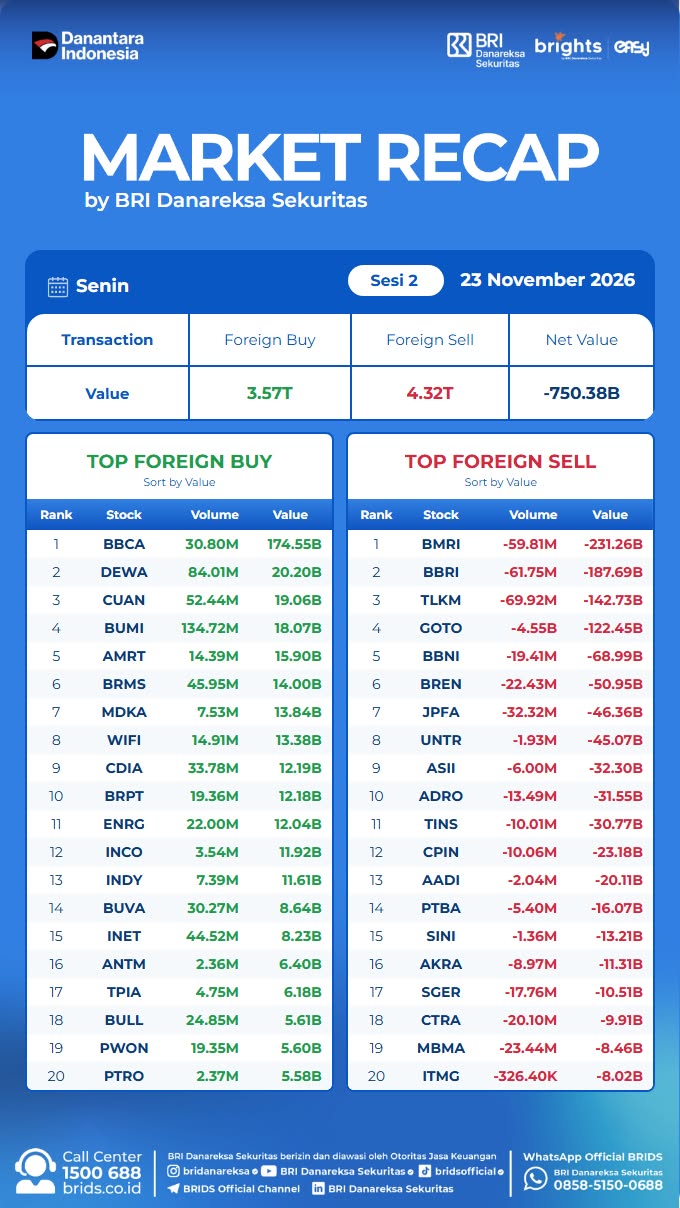 Danantara
Indonesia
BRI
Danareksa
Sekuritas
brights
easy
MARKET RECAP
by BRI Danareksa Sekuritas
Senin
Sesi 2
23 November 2026
Transaction Foreign Buy Foreign Sell Net Value
Value 3.57T 4.32T -750.38B
TOP FOREIGN BUY
Sort by Value
Rank Stock Volume Value
1 BBCA 30.80M 174.55B
2 DEWA 84.01M 20.20B
3 CUAN 52.44M 19.06B
4 BUMI 134.72M 18.07B
5 AMRT 14.39M 15.90B
6 BRMS 45.95M 14.00B
7 MDKA 7.53M 13.84B
8 WIFI 14.91M 13.38B
9 CDIA 33.78M 12.19B
10 BRPT 19.36M 12.18B
11 ENRG 22.00M 12.04B
12 INCO 3.54M 11.92B
13 INDY 7.39M 11.61B
14 BUVA 30.27M 8.64B
15 INET 44.52M 8.23B
16 ANTM 2.36M 6.40B
17 TPIA 4.75M 6.18B
18 BULL 24.85M 5.61B
19 PWON 19.35M 5.60B
20 PTRO 2.37M 5.58B
TOP FOREIGN SELL
Sort by Value
Rank Stock Volume Value
1 BMRI -59.81M -231.26B
2 BBRI -61.75M -187.69B
3 TLKM -69.92M -142.73B
4 GOTO -4.55B -122.45B
5 BBNI -19.41M -68.99B
6 BREN -22.43M -50.95B
7 JPFA -32.32M -46.36B
8 UNTR -1.93M -45.07B
9 ASII -6.00M -32.30B
10 ADRO -13.49M -31.55B
11 TINS -10.01M -30.77B
12 CPIN -10.06M -23.18B
13 AADI -2.04M -20.11B
14 PTBA -5.40M -16.07B
15 SINI -1.36M -13.21B
16 AKRA -8.97M -11.31B
17 SGER -17.76M -10.51B
18 CTRA -20.10M -9.91B
19 MBMA -23.44M -8.46B
20 ITMG -326.40K -8.02B
Call Center
1500 688
brids.co.id
BRI Danareksa Sekuritas berizin dan diawasi oleh Otoritas Jasa Keuangan
bridanareksa BRI Danareksa Sekuritas bridsofficial
BRIDS Official Channel BRI Danareksa Sekuritas
WhatsApp Official BRIDS
BRI Danareksa Sekuritas
0858-5150-0688